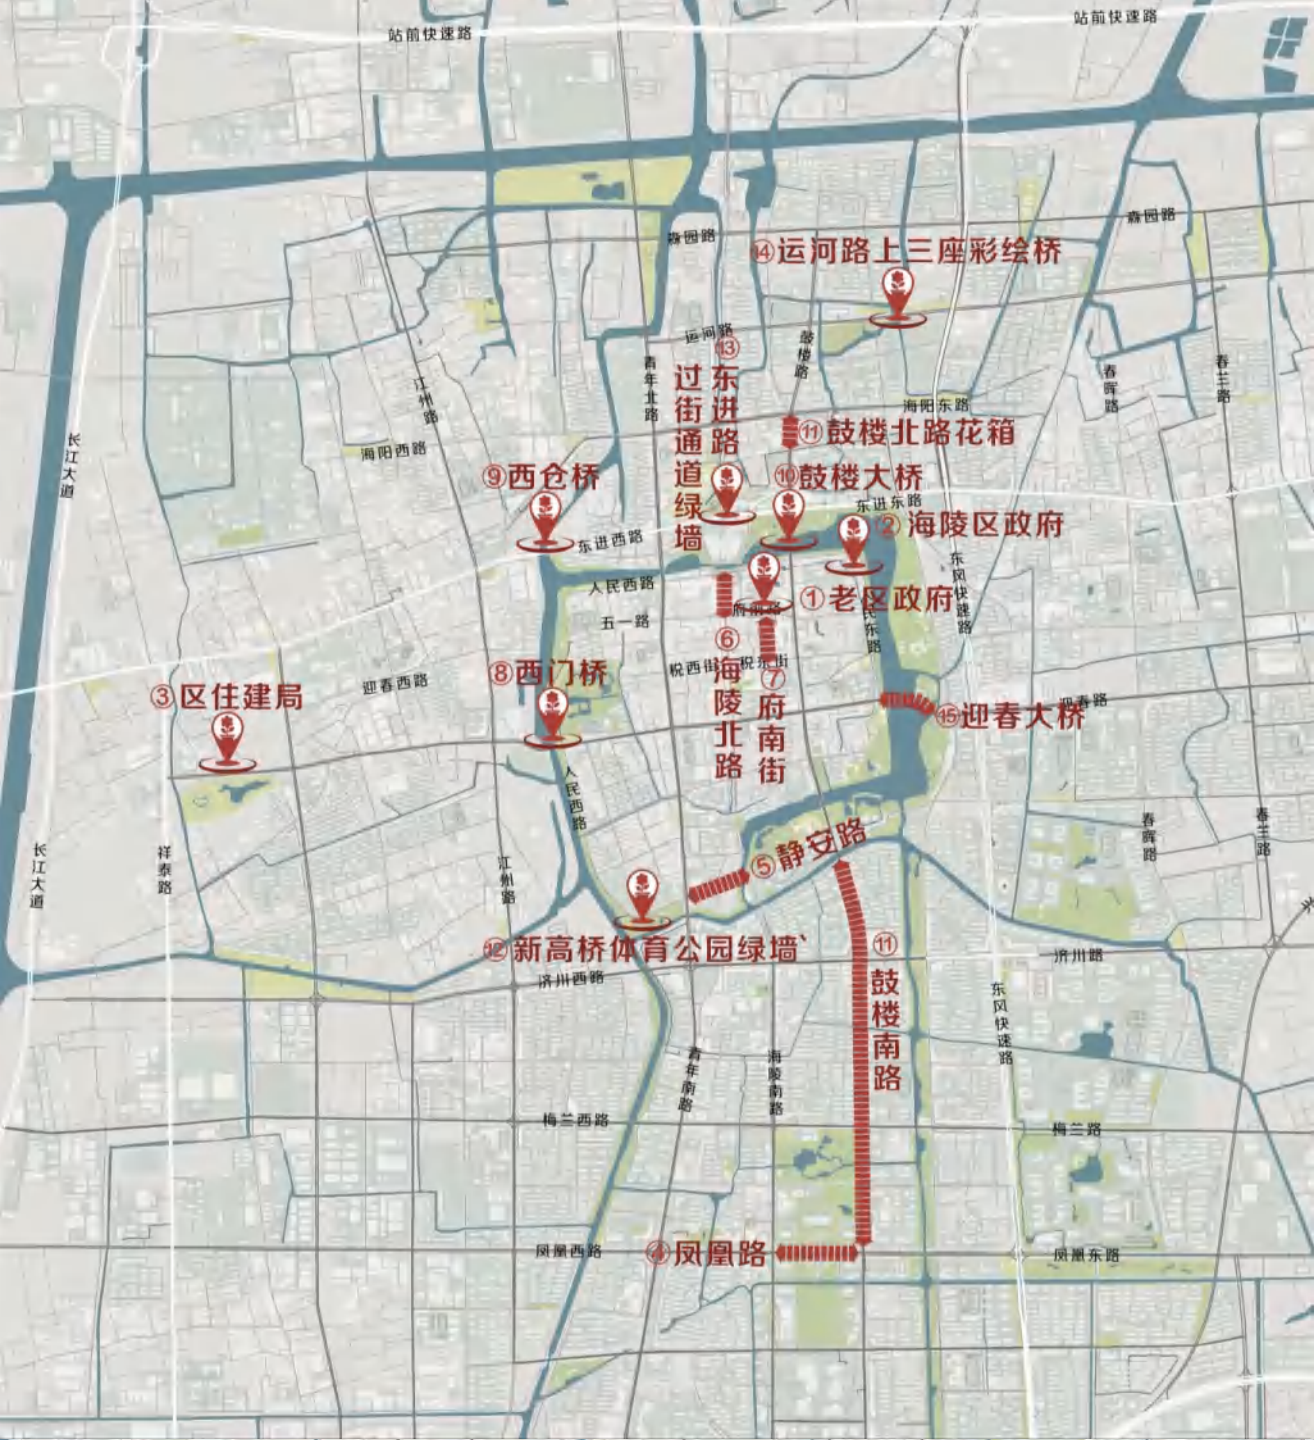 站前快速路
站前快速路
森园路
森园路
⑭运河路上三座彩绘桥
运河路
鼓楼路
⑬东进路
过街通道绿墙
青年北路
江州路
春晖路
春兰路
海阳东路
海阳西路
⑪鼓楼北路花箱
长江大道
⑨西仓桥
⑩鼓楼大桥
东进东路
②海陵区政府
东进西路
东风快速路
人民西路
①老区政府
五一路
民东路
税西街
税东街
⑥海陵北路
⑦府南街
⑧西门桥
迎春西路
③区住建局
迎春路
⑮迎春大桥
人民西路
⑤静安路
春晖路
春兰路
长江大道
祥泰路
江州路
⑫新高桥体育公园绿墙`
济川西路
济川路
⑪鼓楼南路
东风快速路
青年南路
海陵南路
梅兰西路
梅兰路
凤凰西路
④凤凰路
凤凰东路